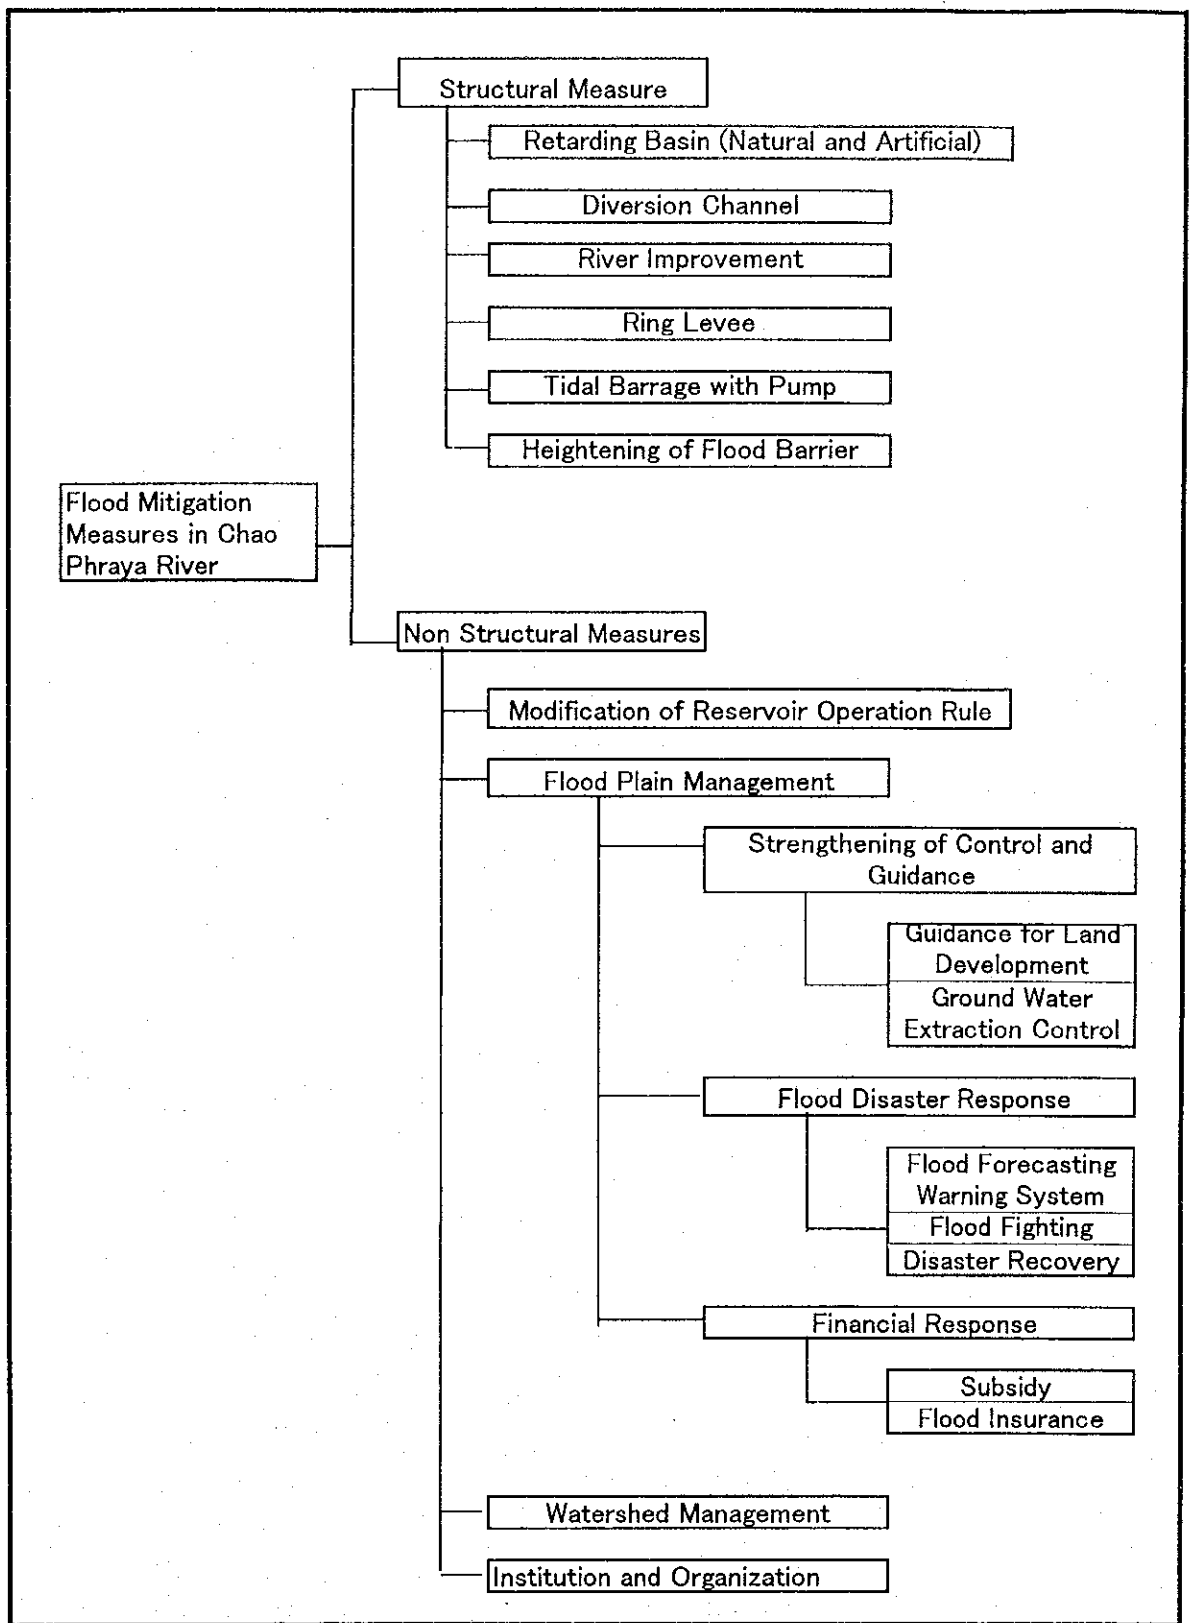 Structural Measure
Retarding Basin (Natural and Artificial)
Diversion Channel
River Improvement
Ring Levee
Tidal Barrage with Pump
Heightening of Flood Barrier
Flood Mitigation
Measures in Chao
Phraya River
Non Structural Measures
Modification of Reservoir Operation Rule
Flood Plain Management
Strengthening of Control and
Guidance
Guidance for Land
Development
Ground Water
Extraction Control
Flood Disaster Response
Flood Forecasting
Warning System
Flood Fighting
Disaster Recovery
Financial Response
Subsidy
Flood Insurance
Watershed Management
Institution and Organization